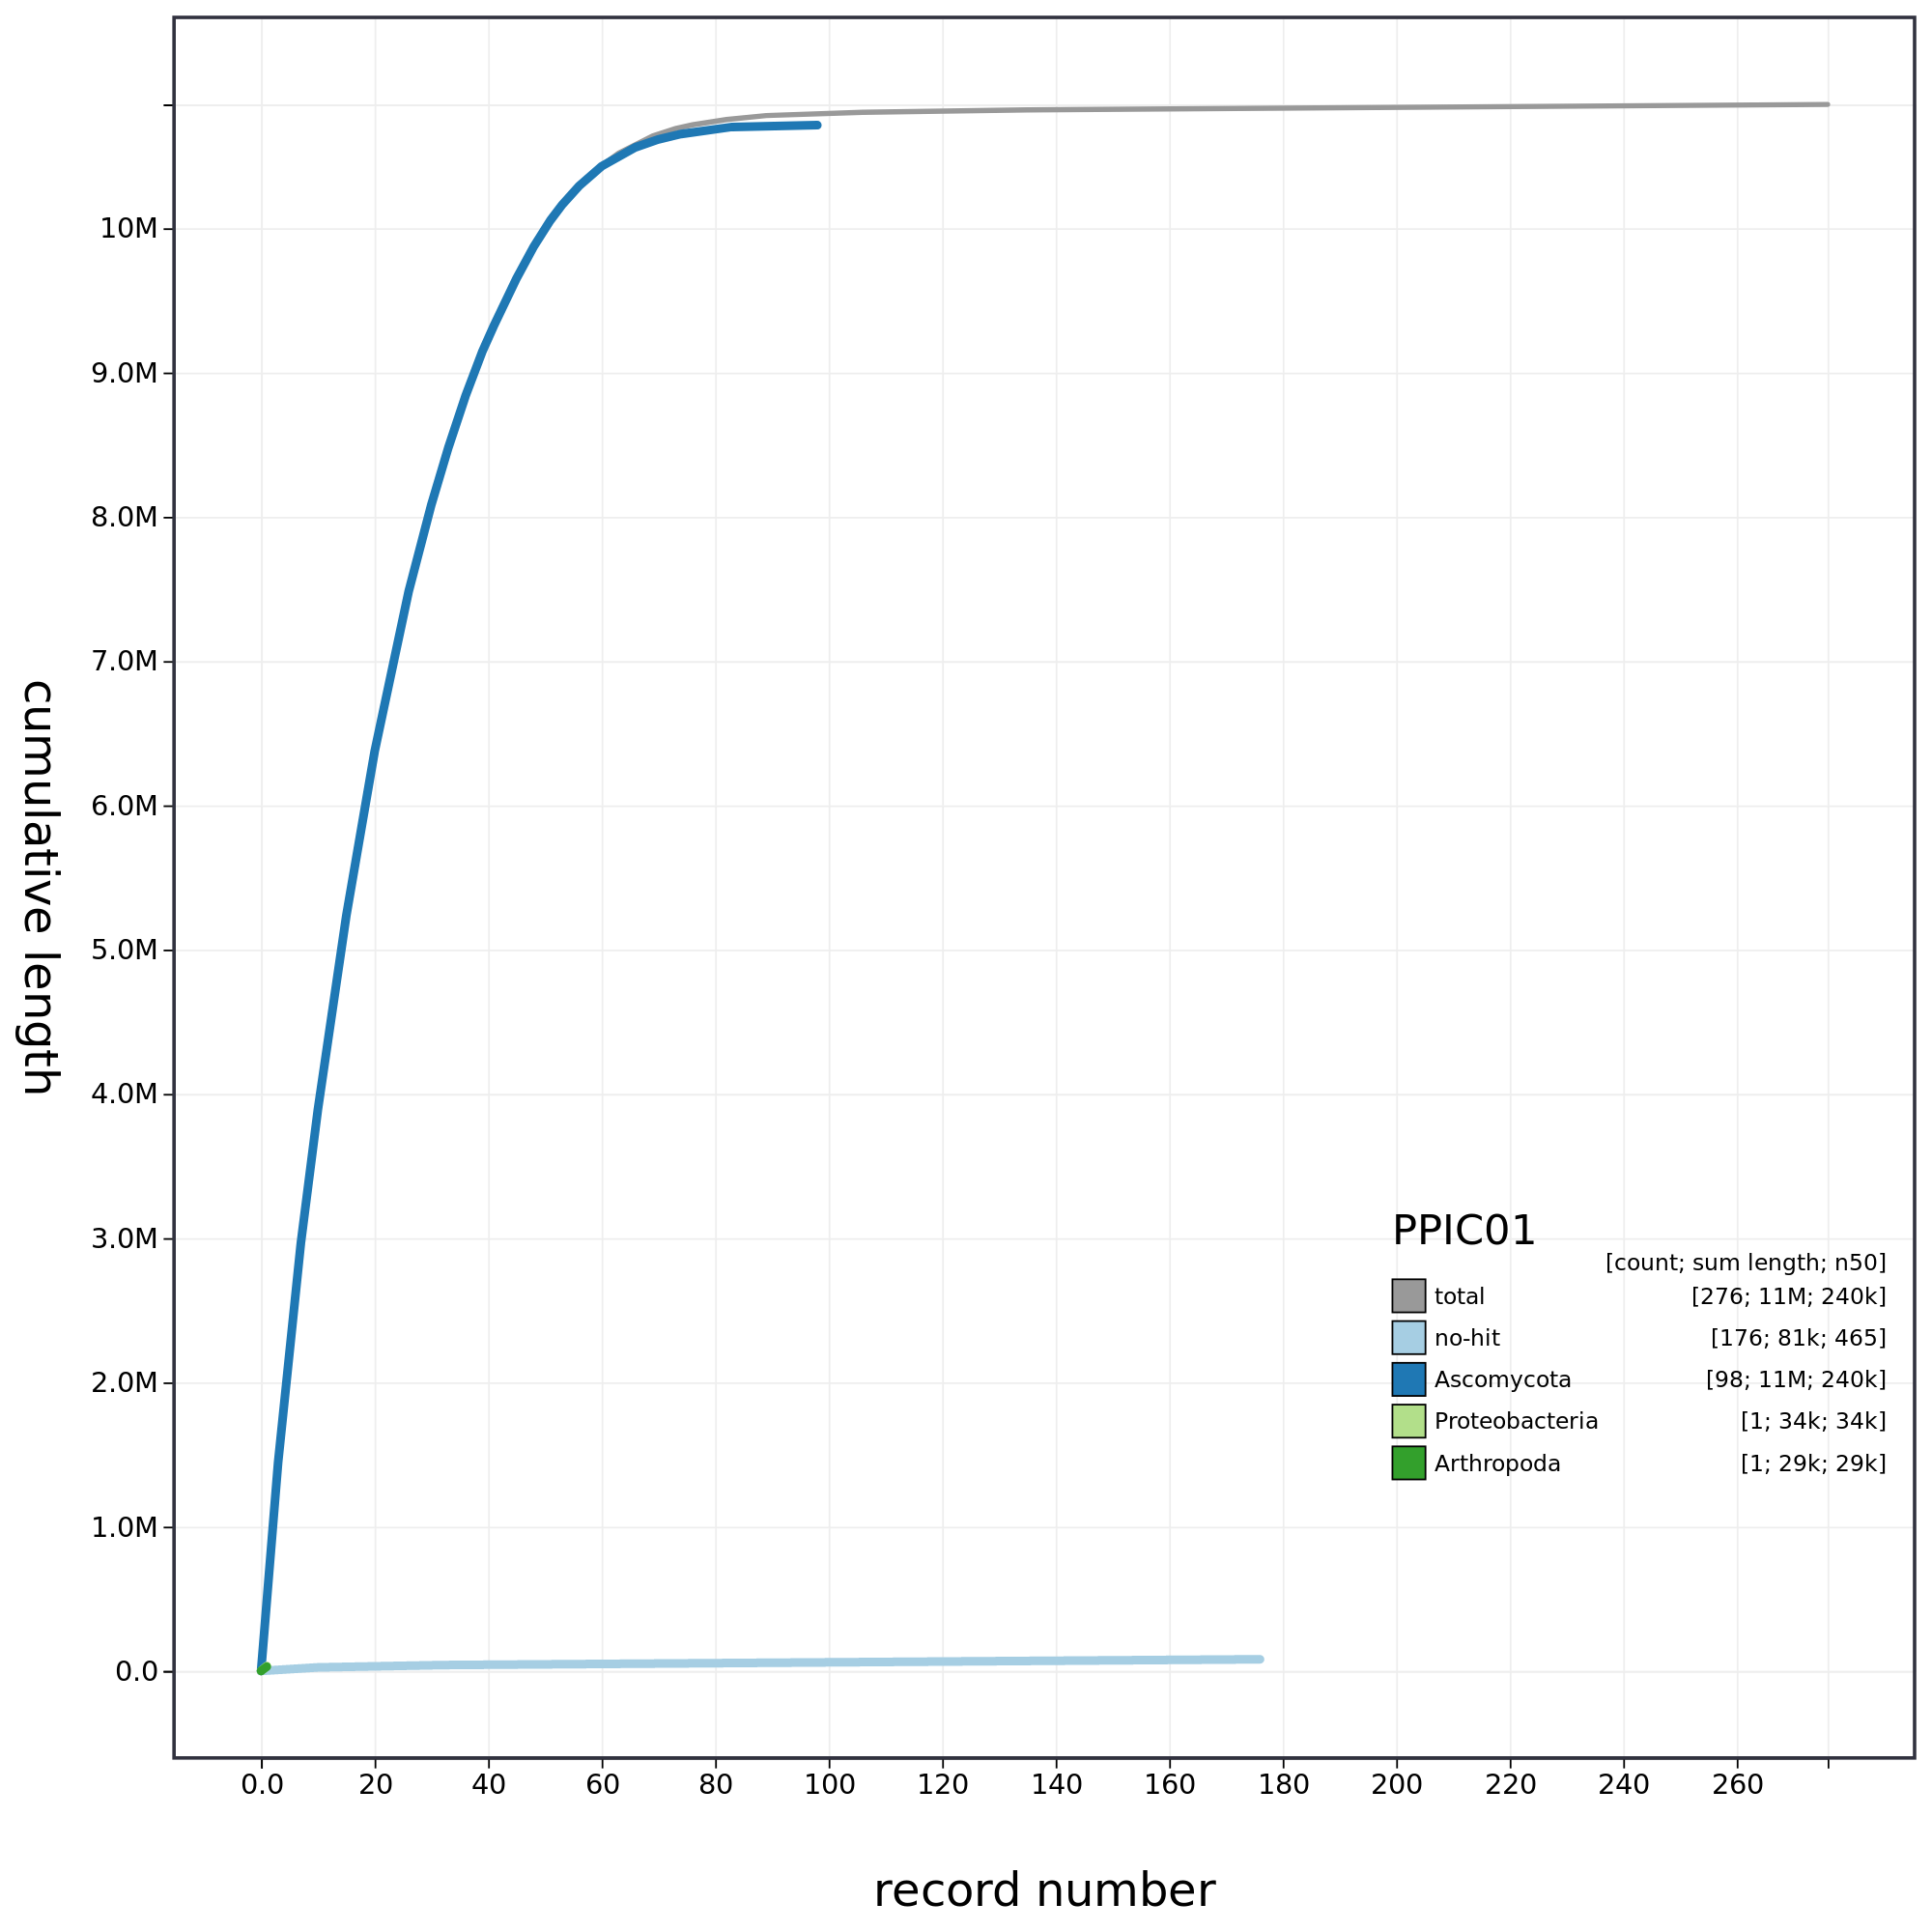 cumulative length
10M
9.0M
8.0M
7.0M
6.0M
5.0M
4.0M
3.0M
2.0M
1.0M
0.0
PPIC01
[count; sum length; n50]
total [276; 11M; 240k]
no-hit [176; 81k; 465]
Ascomycota [98; 11M; 240k]
Proteobacteria [1; 34k; 34k]
Arthropoda [1; 29k; 29k]
0.0 20 40 60 80 100 120 140 160 180 200 220 240 260
record number